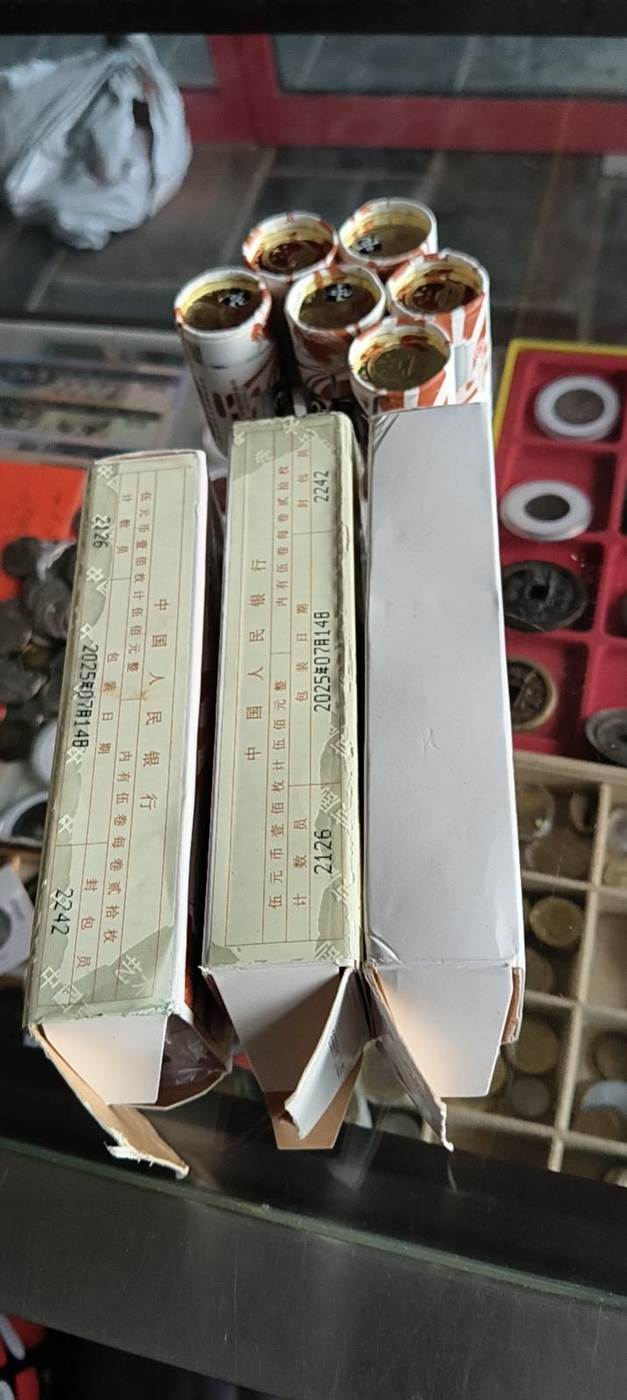 中国人民银行
伍元币壹佰枚计伍佰元整 内有伍卷每卷贰拾枚
计数员 包装日期 封包员
2126 2025年07月14日 2242
中国人民银行
伍元币壹佰枚计伍佰元整 内有伍卷每卷贰拾枚
计数员 包装日期 封包员
2126 2025年07月14日 2242